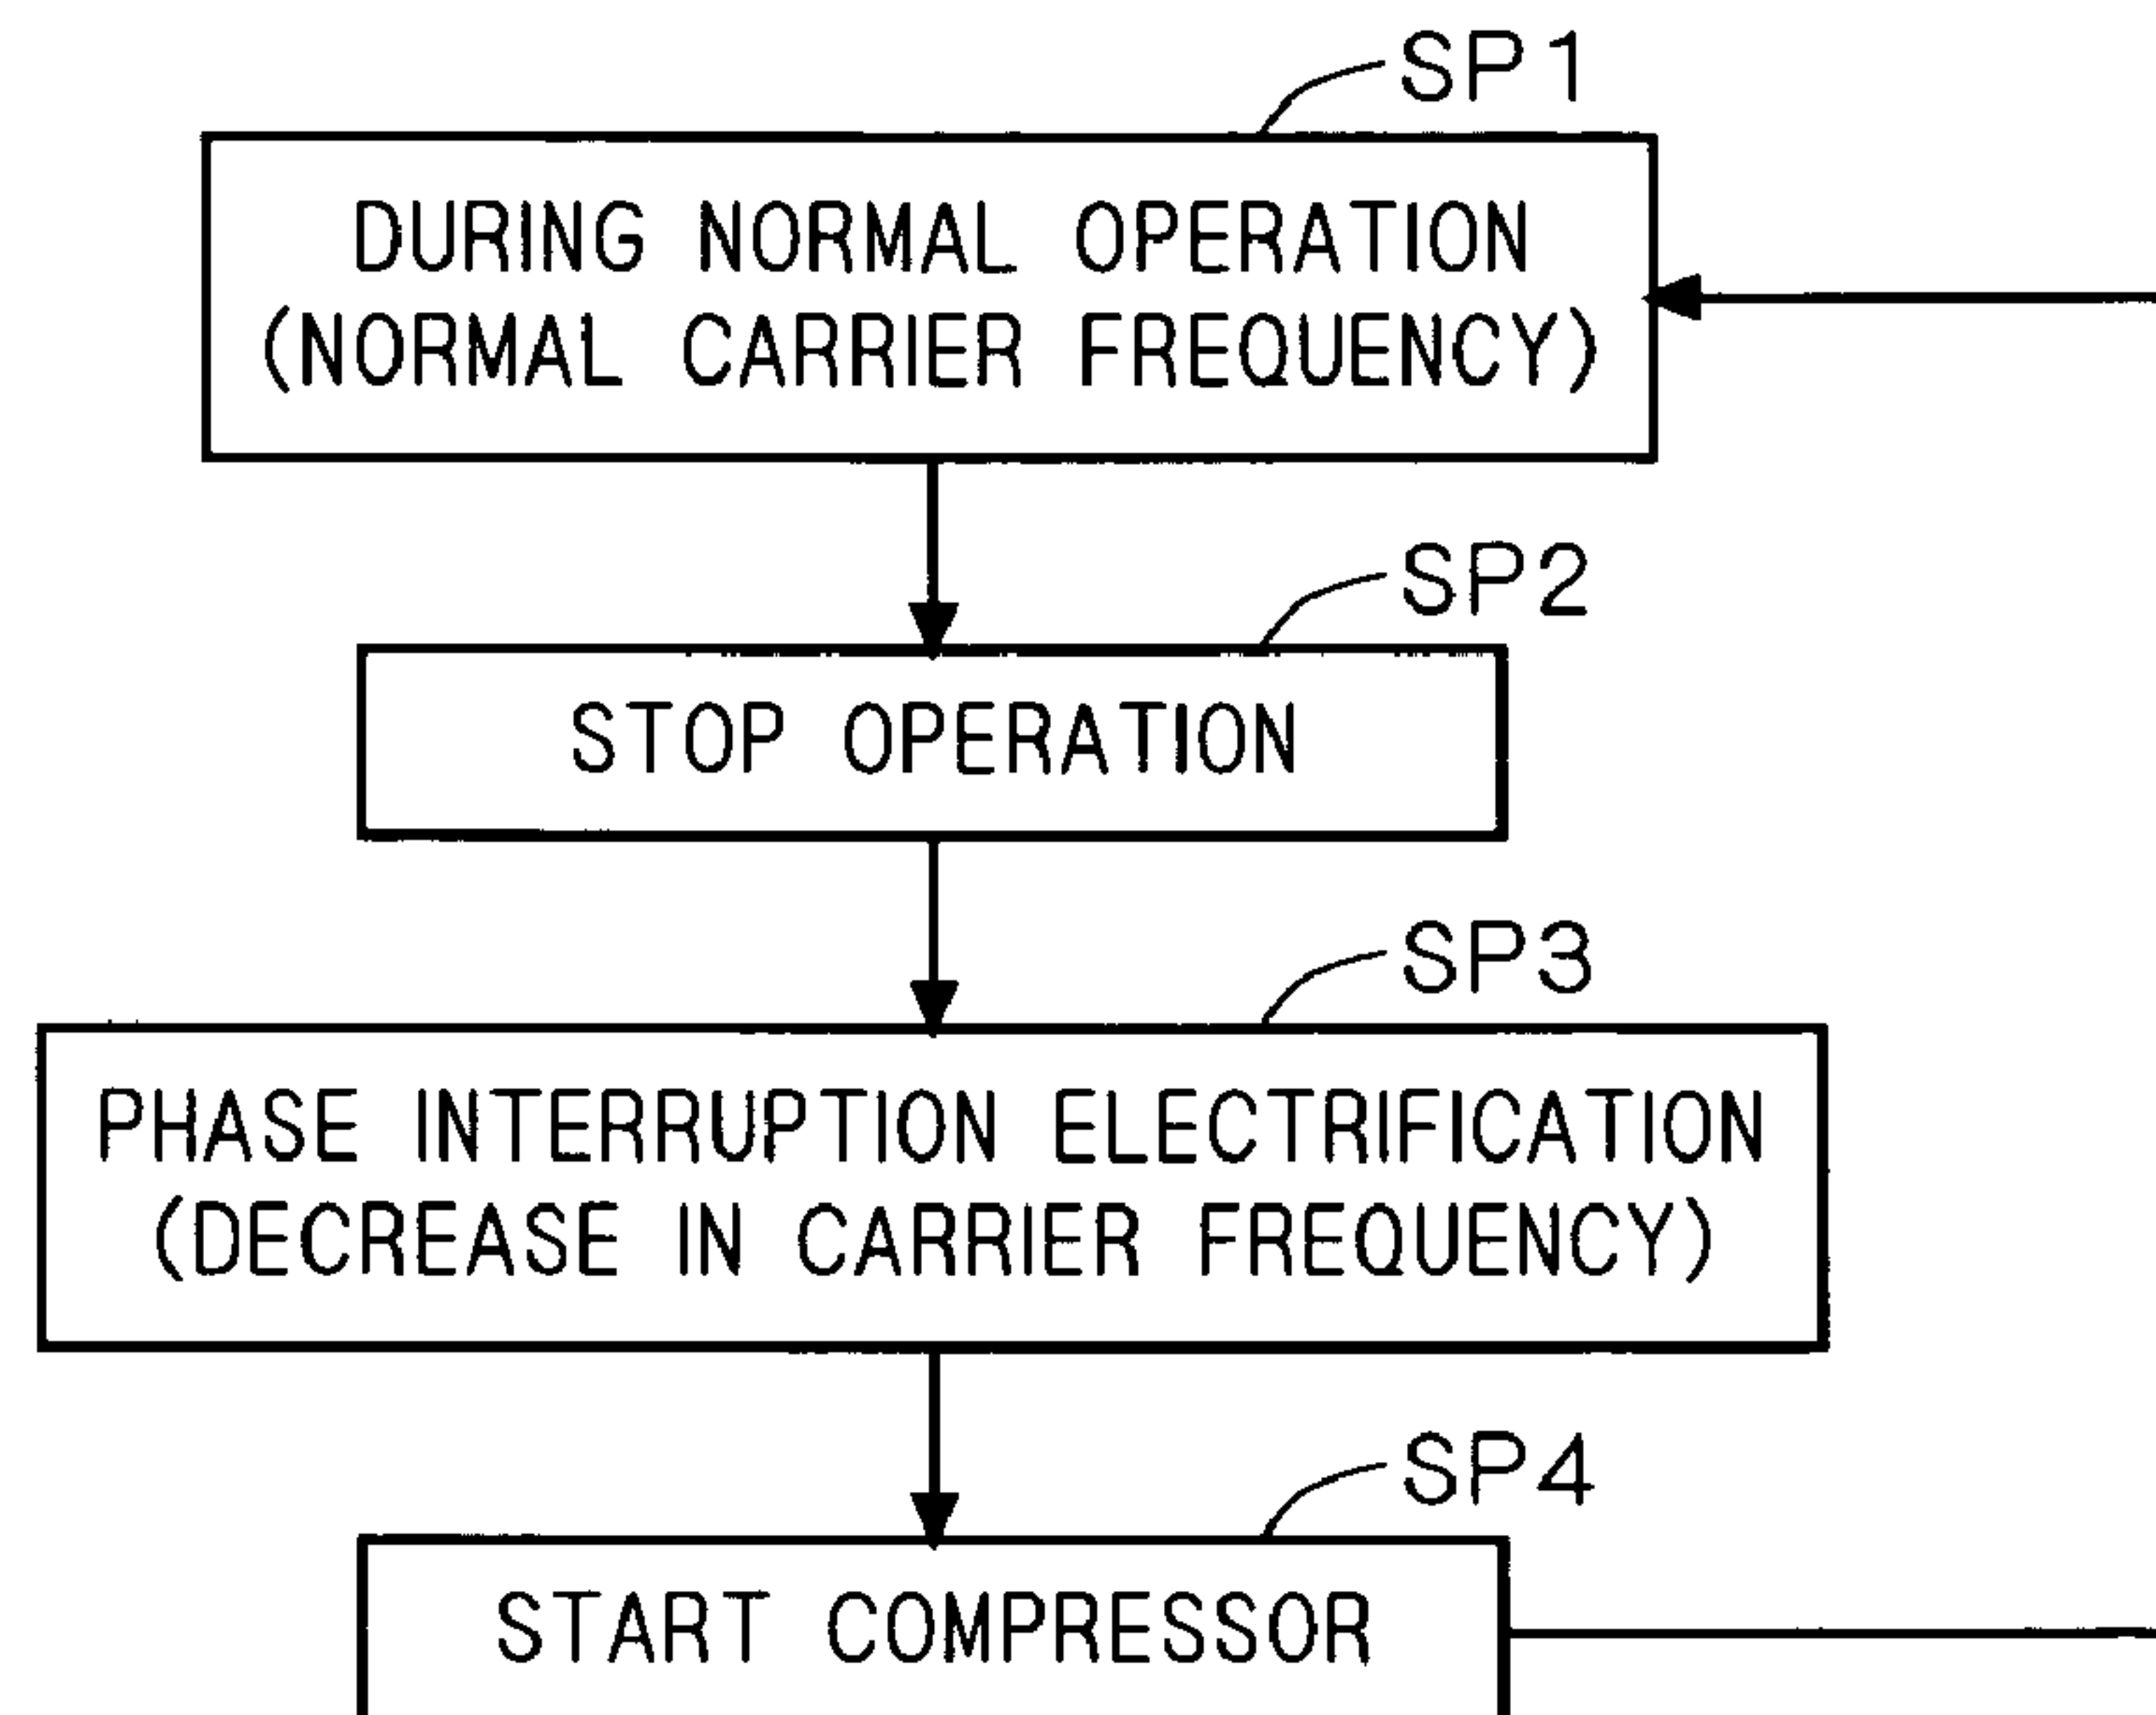 SP1
DURING NORMAL OPERATION
(NORMAL CARRIER FREQUENCY)
SP2
STOP OPERATION
SP3
PHASE INTERRUPTION ELECTRIFICATION
(DECREASE IN CARRIER FREQUENCY)
SP4
START COMPRESSOR